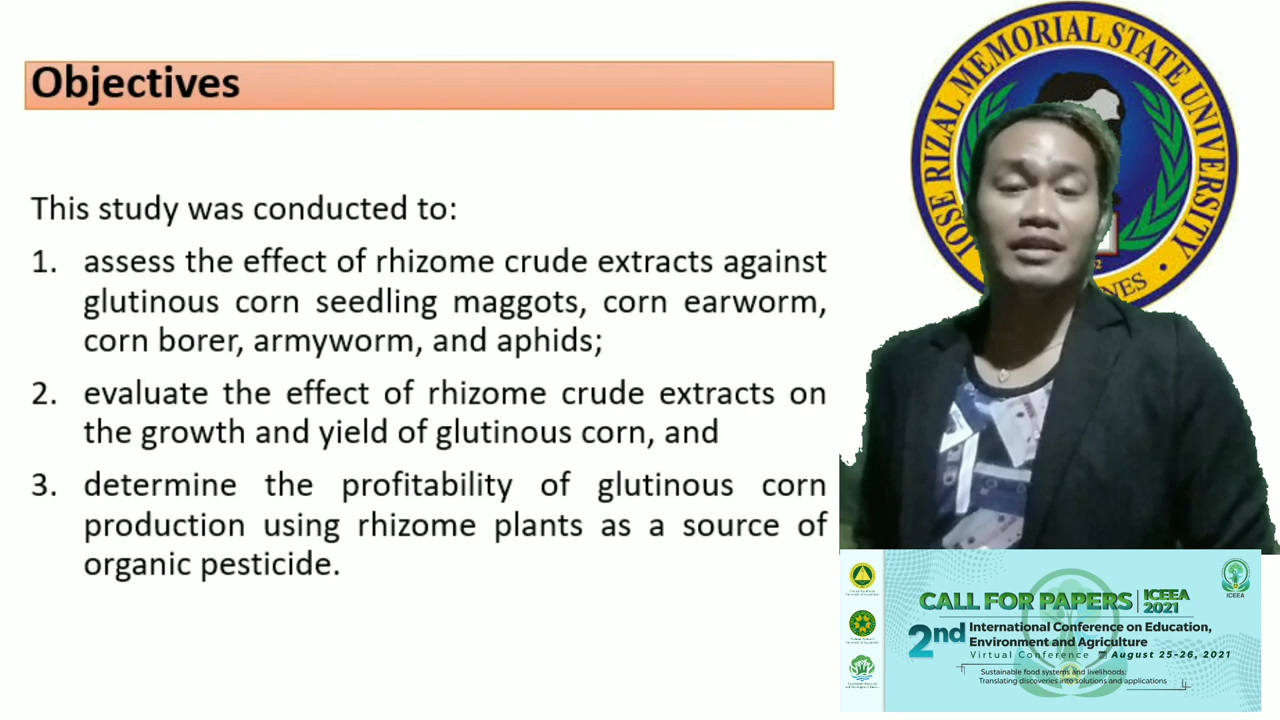 Objectives
This study was conducted to:
1. assess the effect of rhizome crude extracts against
glutinous corn seedling maggots, corn earworm,
corn borer, armyworm, and aphids;
2. evaluate the effect of rhizome crude extracts on
the growth and yield of glutinous corn, and
3. determine the profitability of glutinous corn
production using rhizome plants as a source of
organic pesticide.
JOSE RIZAL MEMORIAL STATE UNIVERSITY
CALL FOR PAPERS | ICEEA
2021
ICEEA
2nd International Conference on Education,
Environment and Agriculture
Virtual Conference August 25-26, 2021
Sustainable food systems and livelihoods:
Translating discoveries into solutions and applications